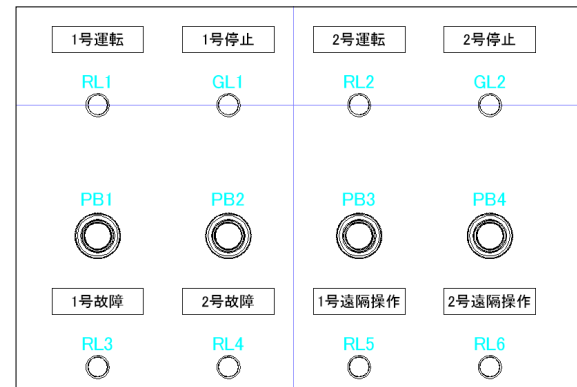 1号運転 1号停止 2号運転 2号停止
RL1 GL1 RL2 GL2
PB1 PB2 PB3 PB4
1号故障 2号故障 1号遠隔操作 2号遠隔操作
RL3 RL4 RL5 RL6